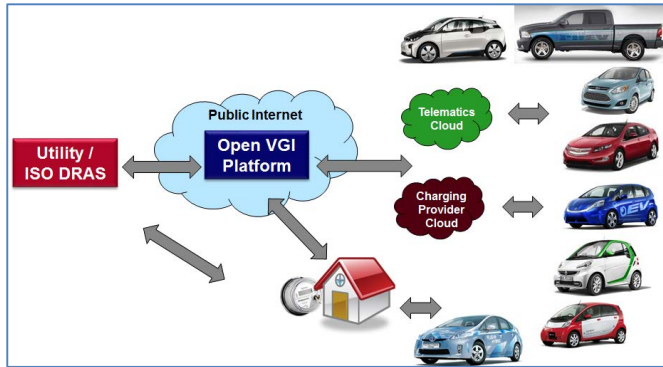 Public Internet
Utility /
ISO DRAS
Open VGI
Platform
Telematics
Cloud
Charging
Provider
Cloud